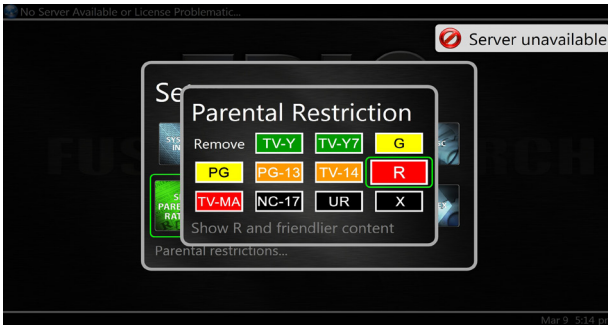 No Server Available or License Problematic...
Server unavailable
Parental Restriction
Remove TV-Y TV-Y7 G
PG PG-13 TV-14 R
TV-MA NC-17 UR X
Show R and friendlier content
Parental restrictions...
Mar 9 5:14 pm